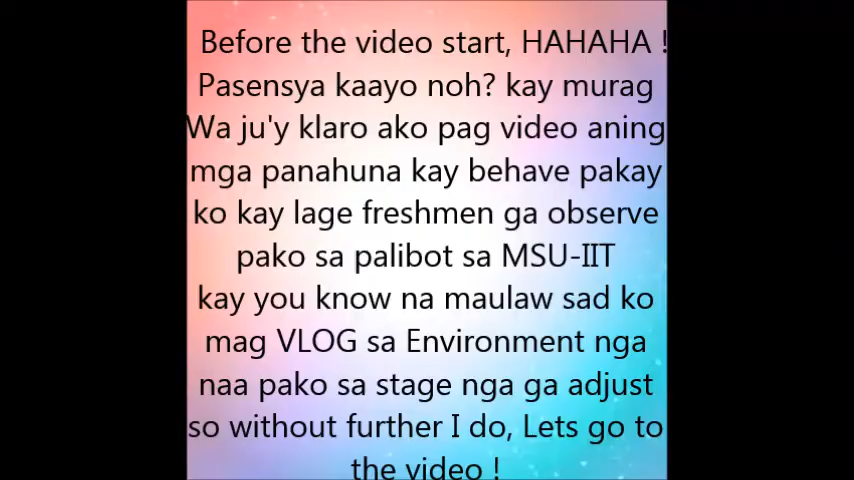 Before the video start, HAHAHA !
Pasensya kaayo noh? kay murag
Wa ju'y klaro ako pag video aning
mga panahuna kay behave pakay
ko kay lage freshmen ga observe
pako sa palibot sa MSU-IIT
kay you know na maulaw sad ko
mag VLOG sa Environment nga
naa pako sa stage nga ga adjust
so without further I do, Lets go to
the video !